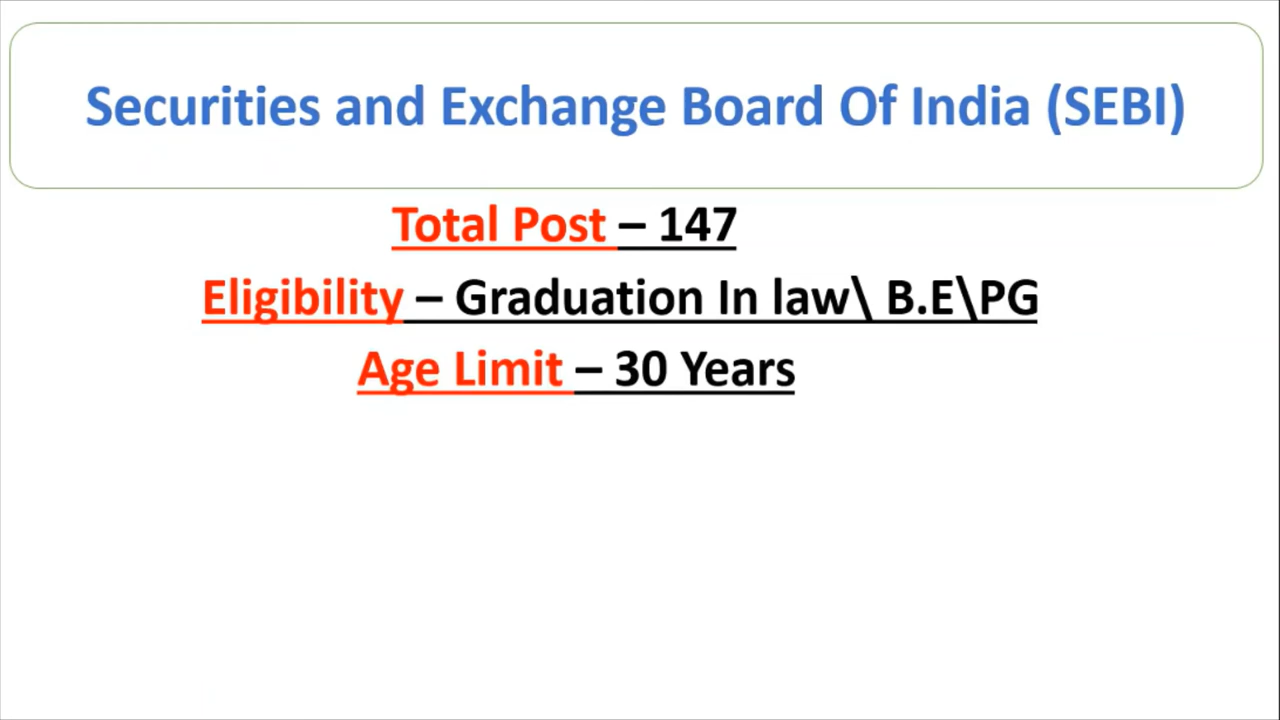 Securities and Exchange Board Of India (SEBI)
Total Post – 147
Eligibility – Graduation In law\ B.E\PG
Age Limit – 30 Years